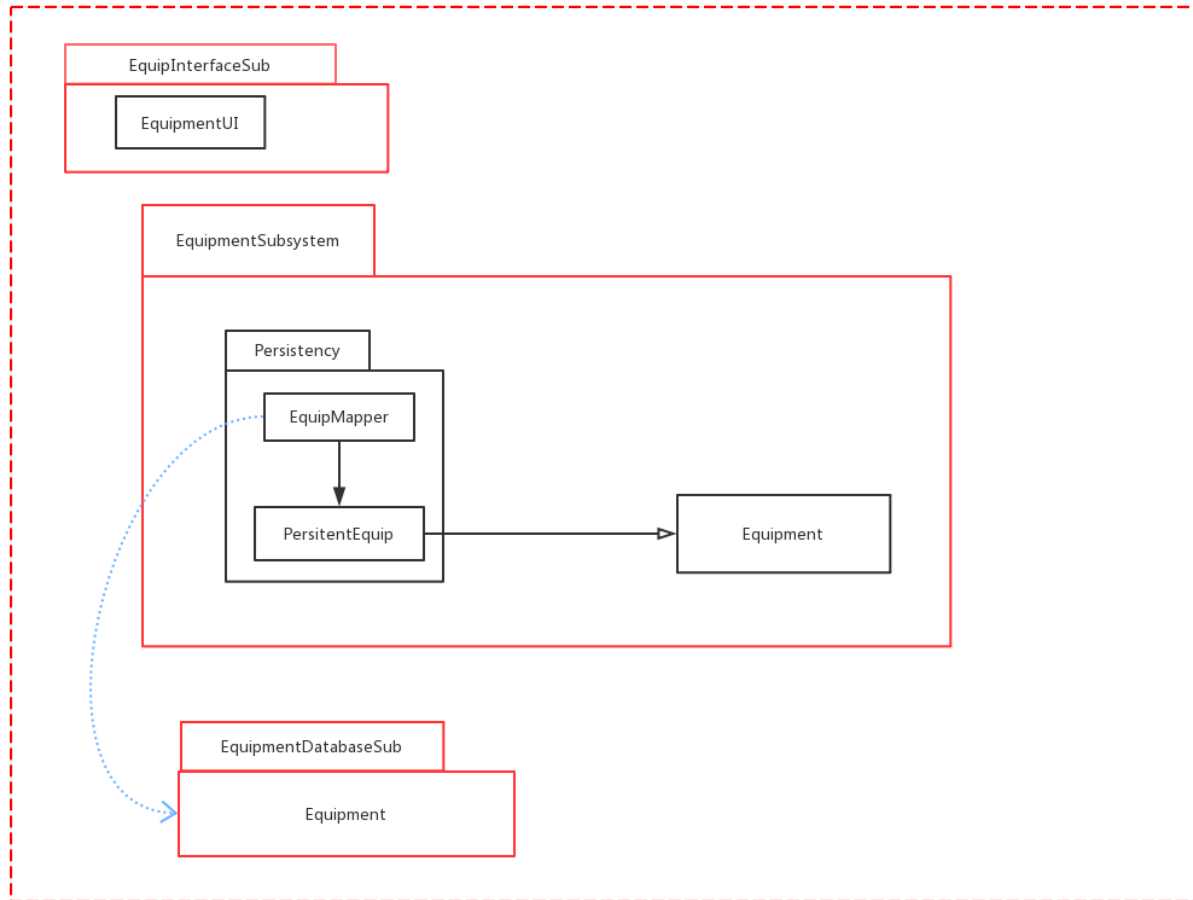 EquipInterfaceSub
EquipmentUI
EquipmentSubsystem
Persistency
EquipMapper
PersitentEquip
Equipment
EquipmentDatabaseSub
Equipment